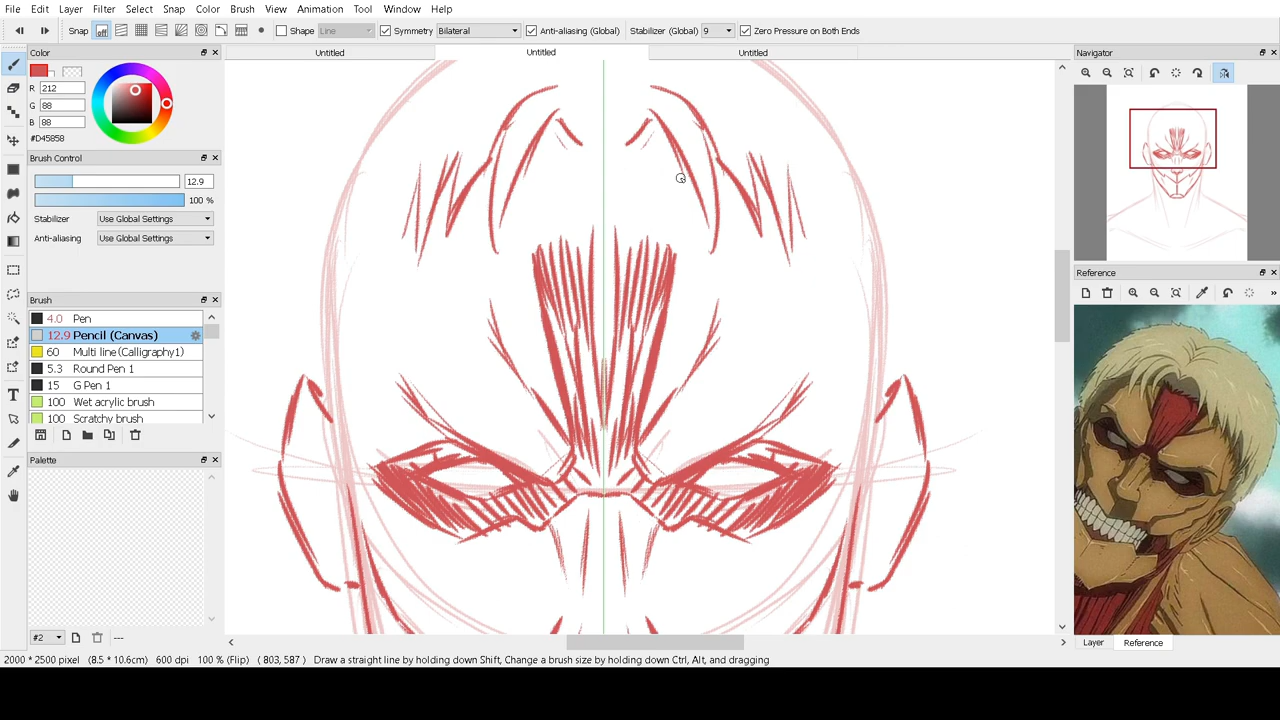 File Edit Layer Filter Select Snap Color Brush View Animation Tool Window Help
Snap Shape Line Symmetry Bilateral Anti-aliasing (Global) Stabilizer (Global) 9 Zero Pressure on Both Ends
Color
Untitled Untitled Untitled
Navigator
R 212
G 88
B 88
#D45858
Brush Control
12.9
100 %
Stabilizer Use Global Settings
Anti-aliasing Use Global Settings
Reference
Brush
4.0 Pen
12.9 Pencil (Canvas)
60 Multi line (Calligraphy1)
5.3 Round Pen 1
15 G Pen 1
100 Wet acrylic brush
100 Scratchy brush
Palette
#2 ---
Layer Reference
2000 * 2500 pixel (8.5 * 10.6cm) 600 dpi 100 % (Flip) ( 803, 587 ) Draw a straight line by holding down Shift, Change a brush size by holding down Ctrl, Alt, and dragging